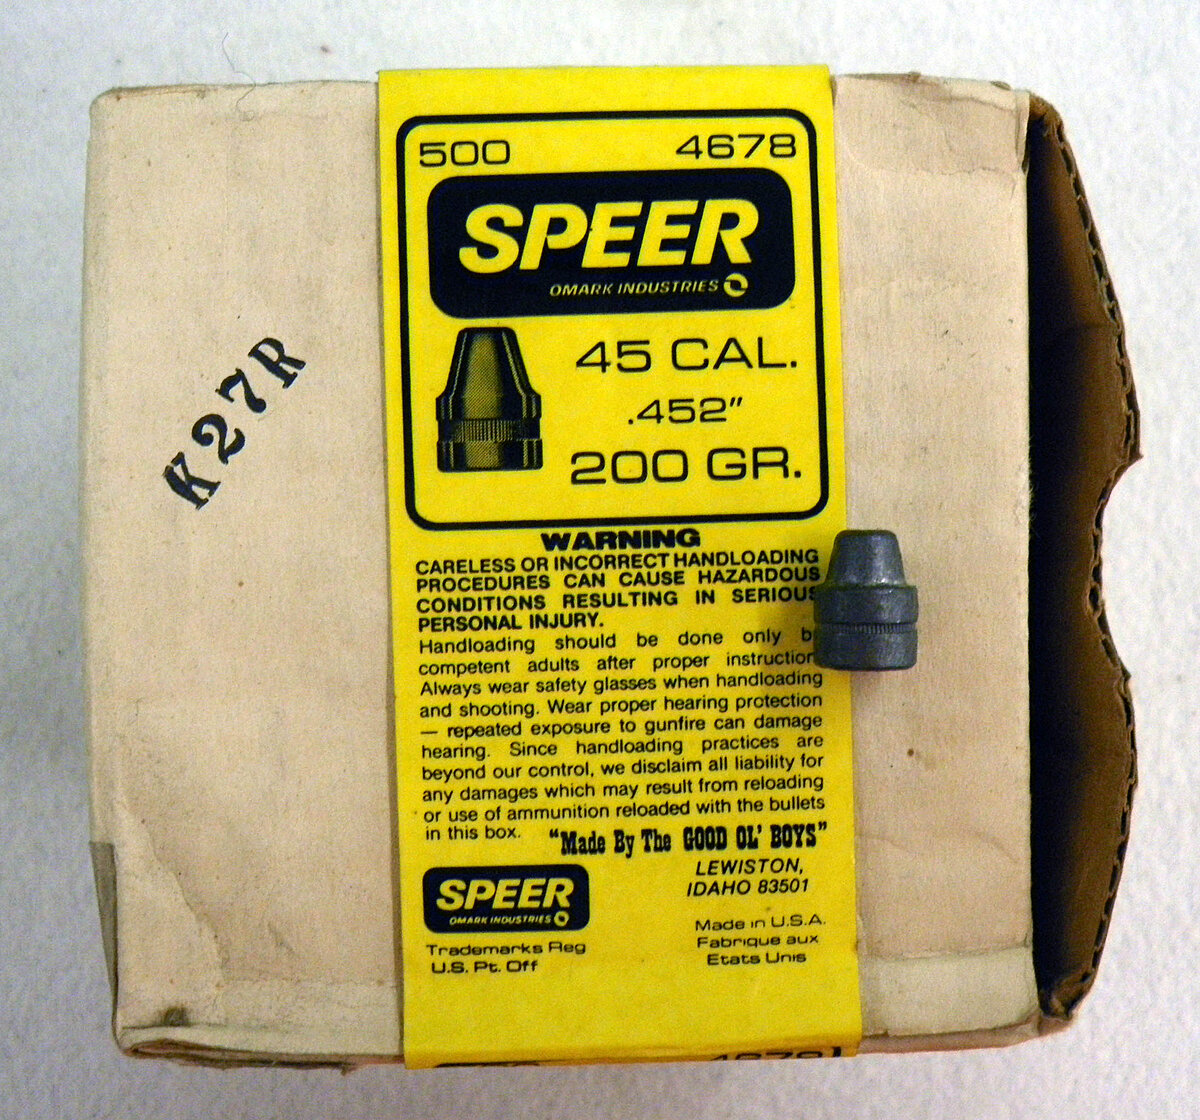 500 4678
SPEER
OMARK INDUSTRIES
45 CAL.
.452"
200 GR.
K27R
WARNING
CARELESS OR INCORRECT HANDLOADING
PROCEDURES CAN CAUSE HAZARDOUS
CONDITIONS RESULTING IN SERIOUS
PERSONAL INJURY.
Handloading should be done only
competent adults after proper instruction
Always wear safety glasses when handloading
and shooting. Wear proper hearing protection
— repeated exposure to gunfire can damage
hearing. Since handloading practices are
beyond our control, we disclaim all liability for
any damages which may result from reloading
or use of ammunition reloaded with the bullets
in this box.
"Made By The GOOD OL' BOYS"
LEWISTON,
IDAHO 83501
SPEER
OMARK INDUSTRIES
Trademarks Reg
U.S. Pt. Off
Made in U.S.A.
Fabrique aux
Etats Unis